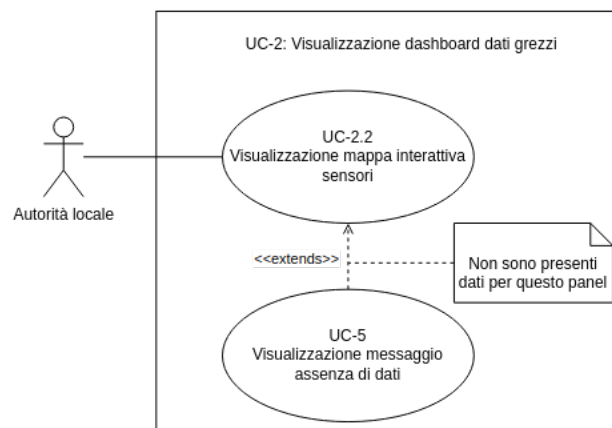 UC-2: Visualizzazione dashboard dati grezzi
UC-2.2
Visualizzazione mappa interattiva
sensori
Autorità locale
<<extends>>
Non sono presenti
dati per questo panel
UC-5
Visualizzazione messaggio
assenza di dati